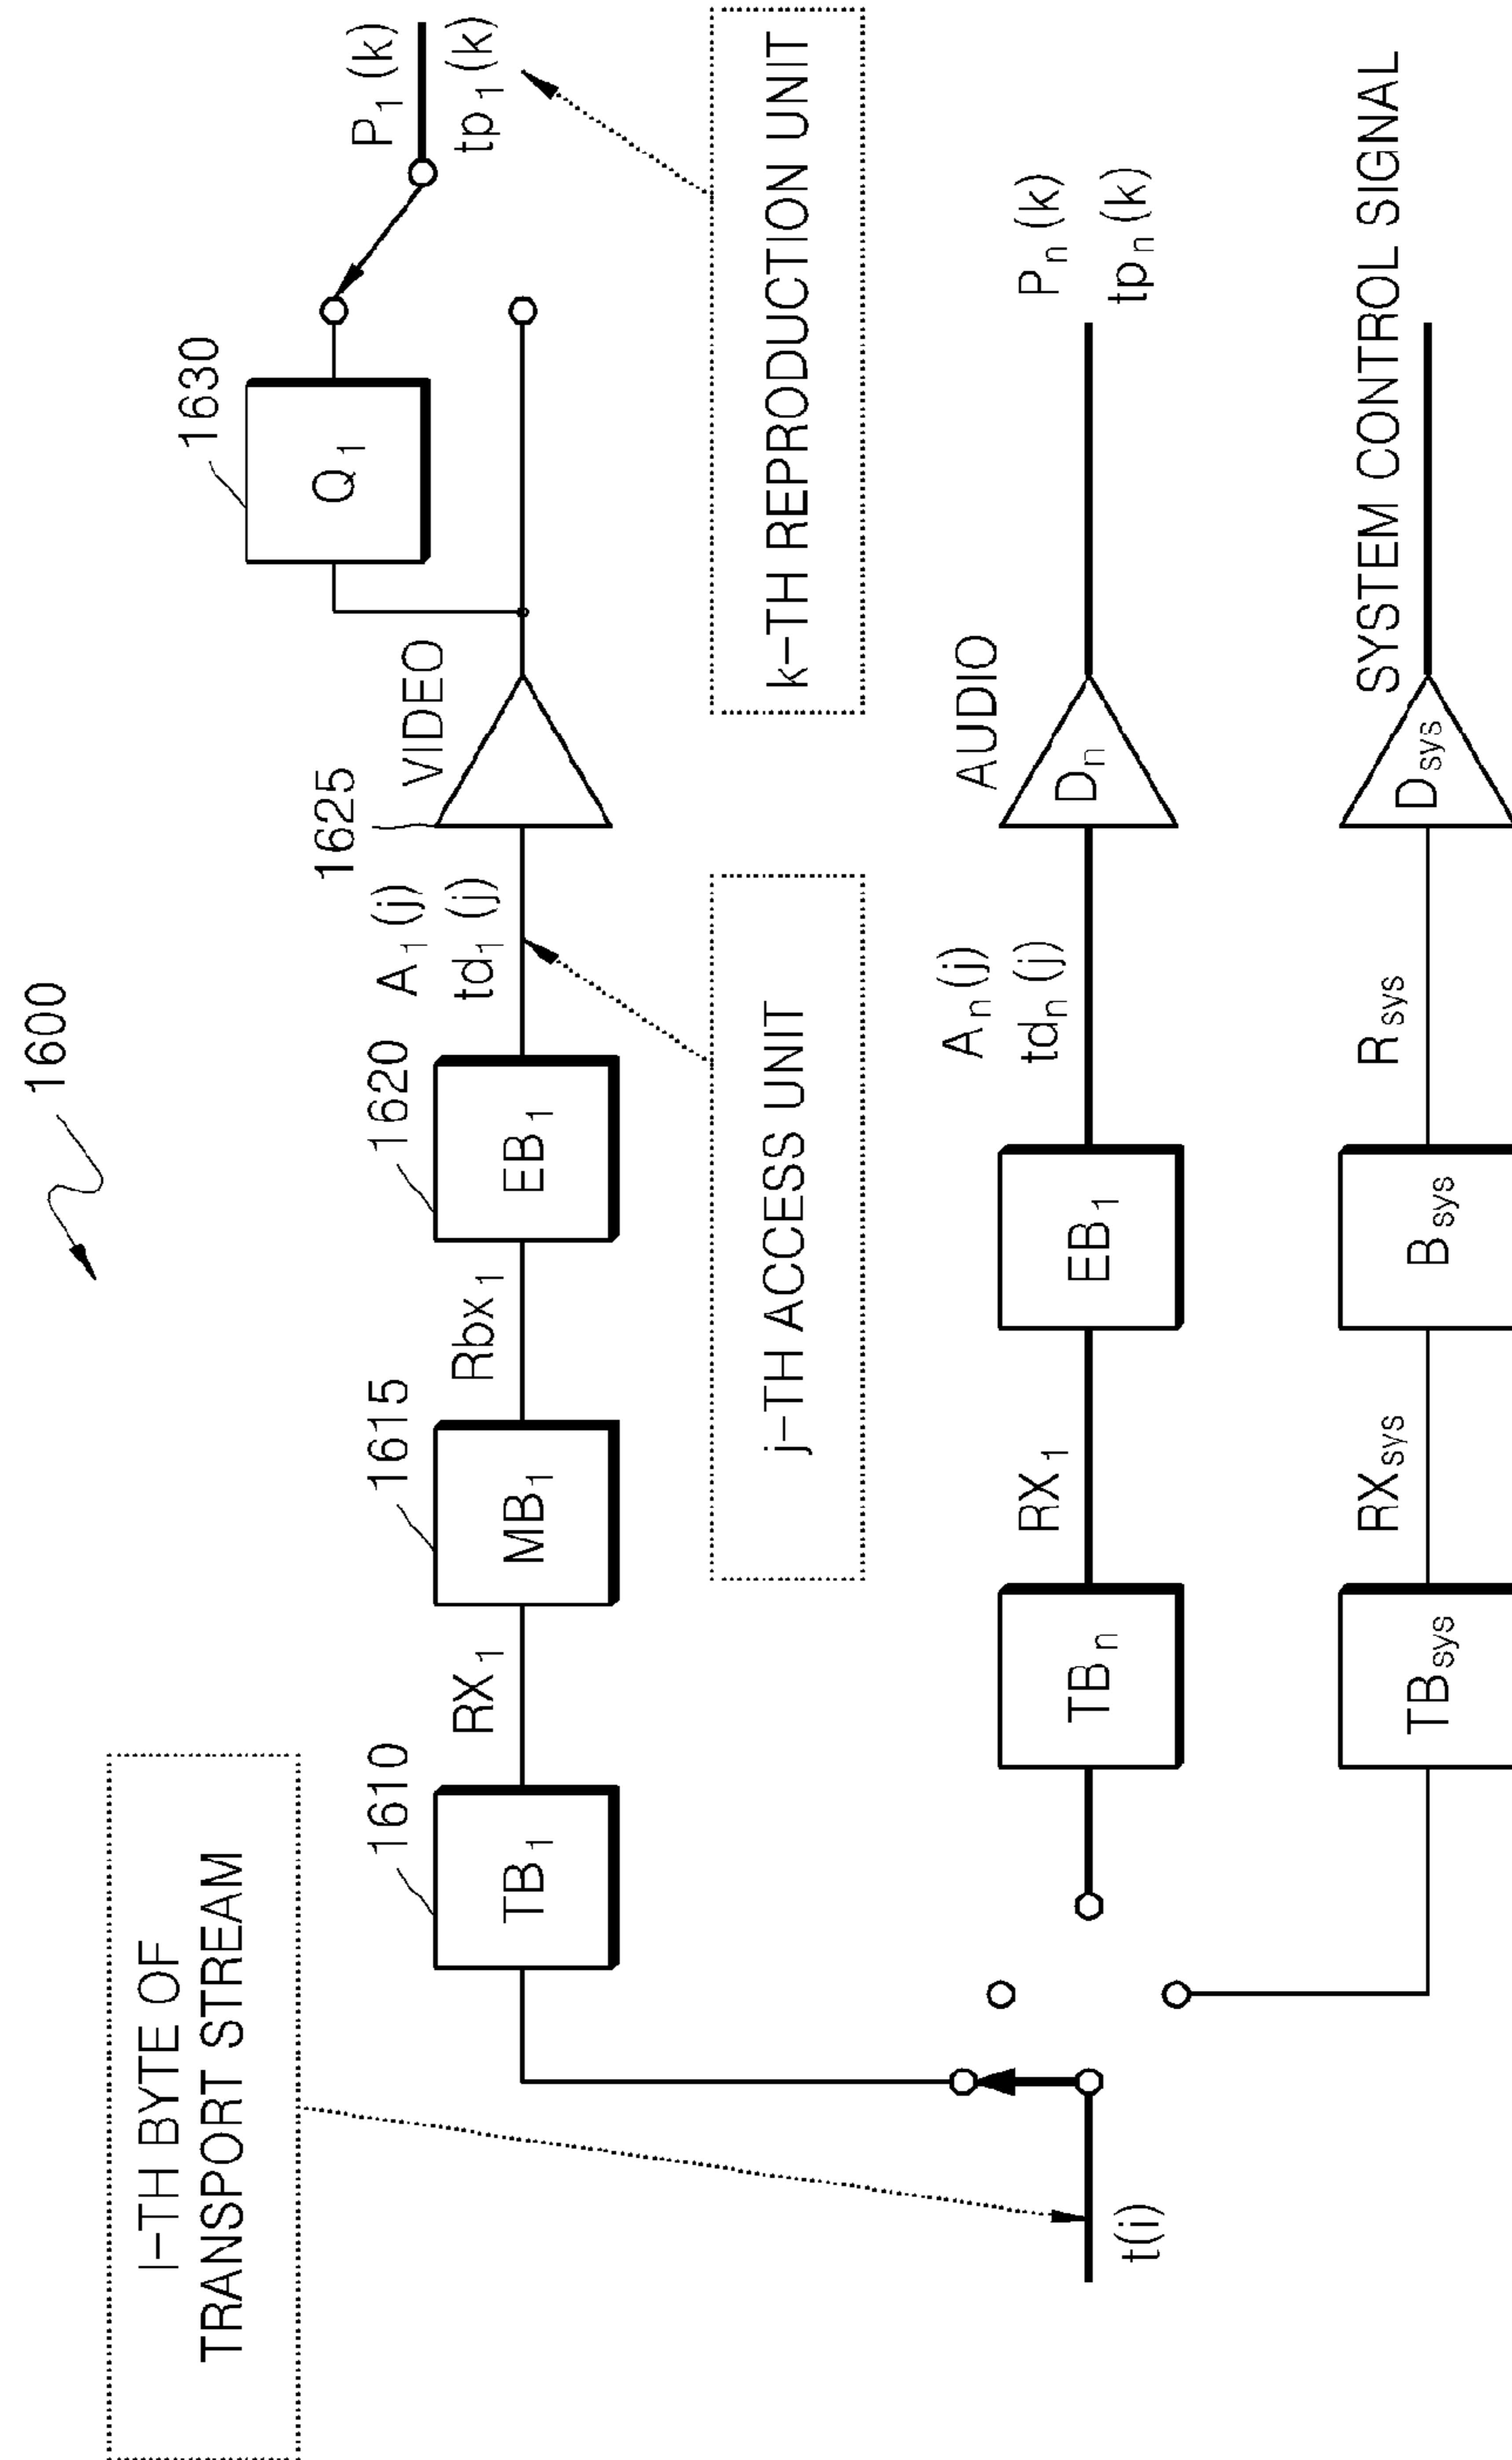 1600
I-TH BYTE OF
TRANSPORT STREAM
1610
TB1
RX1
1615
MB1
Rbx1
1620
EB1
A1(j)
td1(j)
1625
VIDEO
1630
Q1
P1(k)
tp1(k)
j-TH ACCESS UNIT
k-TH REPRODUCTION UNIT
t(i)
TBn
RX1
EB1
An(j)
tdn(j)
Dn
AUDIO
Pn(k)
tpn(k)
TBsys
RXsys
Bsys
Rsys
Dsys
SYSTEM CONTROL SIGNAL